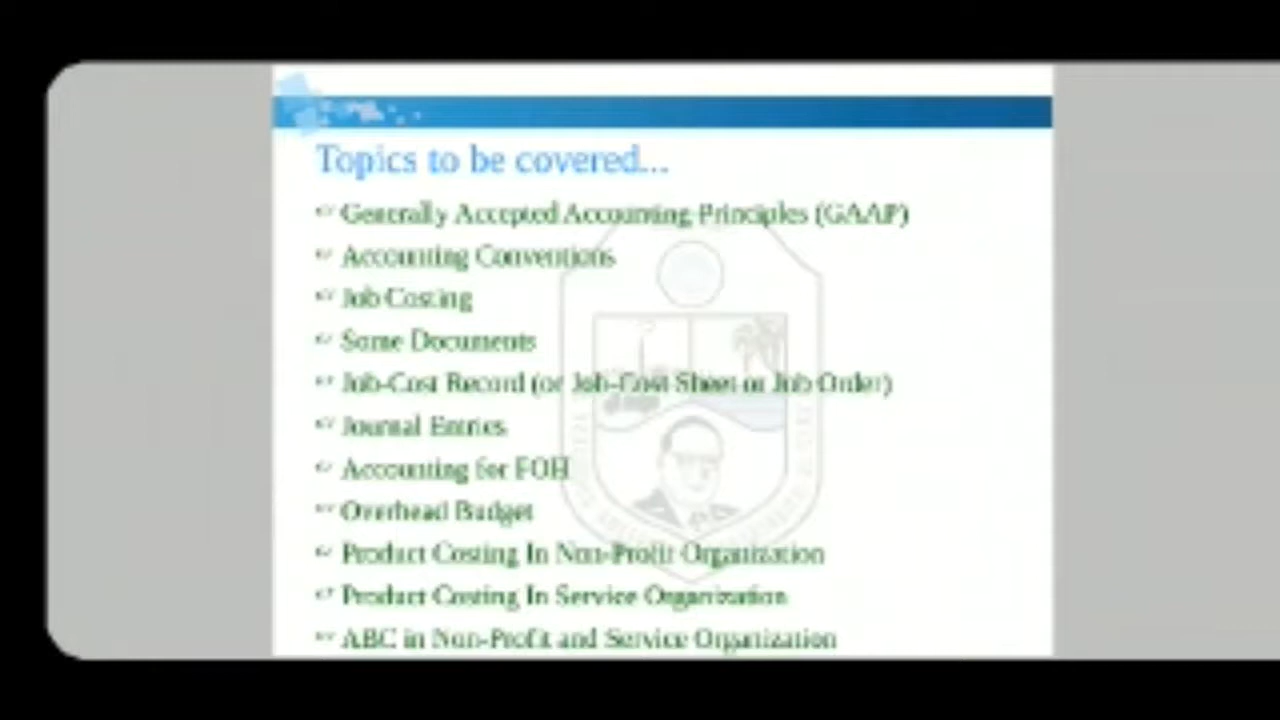 Topics to be covered...
Generally Accepted Accounting Principles (GAAP)
Accounting Conventions
Job Costing
Some Documents
Job-Cost Record (or Job-Cost Sheet or Job Order)
Journal Entries
Accounting for FOH
Overhead Budget
Product Costing In Non-Profit Organization
Product Costing In Service Organization
ABC in Non-Profit and Service Organization